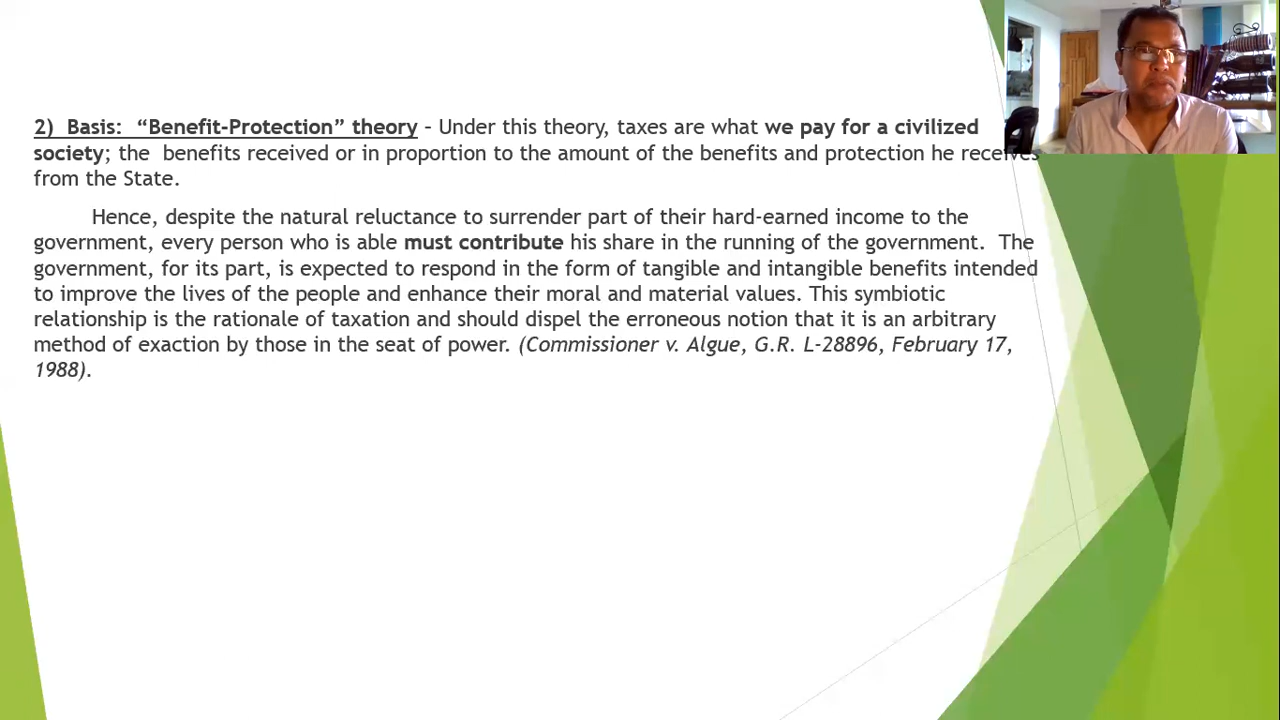 2) Basis: “Benefit-Protection” theory – Under this theory, taxes are what we pay for a civilized
society; the benefits received or in proportion to the amount of the benefits and protection he receives
from the State.
Hence, despite the natural reluctance to surrender part of their hard-earned income to the
government, every person who is able must contribute his share in the running of the government. The
government, for its part, is expected to respond in the form of tangible and intangible benefits intended
to improve the lives of the people and enhance their moral and material values. This symbiotic
relationship is the rationale of taxation and should dispel the erroneous notion that it is an arbitrary
method of exaction by those in the seat of power. (Commissioner v. Algue, G.R. L-28896, February 17,
1988).